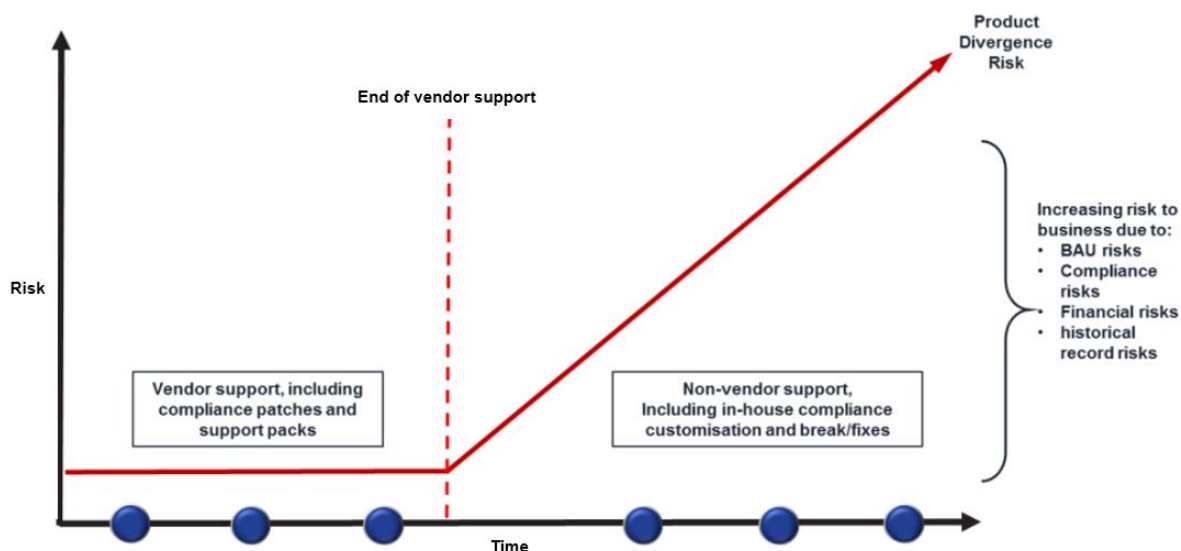 Product
Divergence
Risk
End of vendor support
Increasing risk to
business due to:
• BAU risks
• Compliance
risks
• Financial risks
• historical
record risks
Risk
Vendor support, including
compliance patches and
support packs
Non-vendor support,
Including in-house compliance
customisation and break/fixes
Time